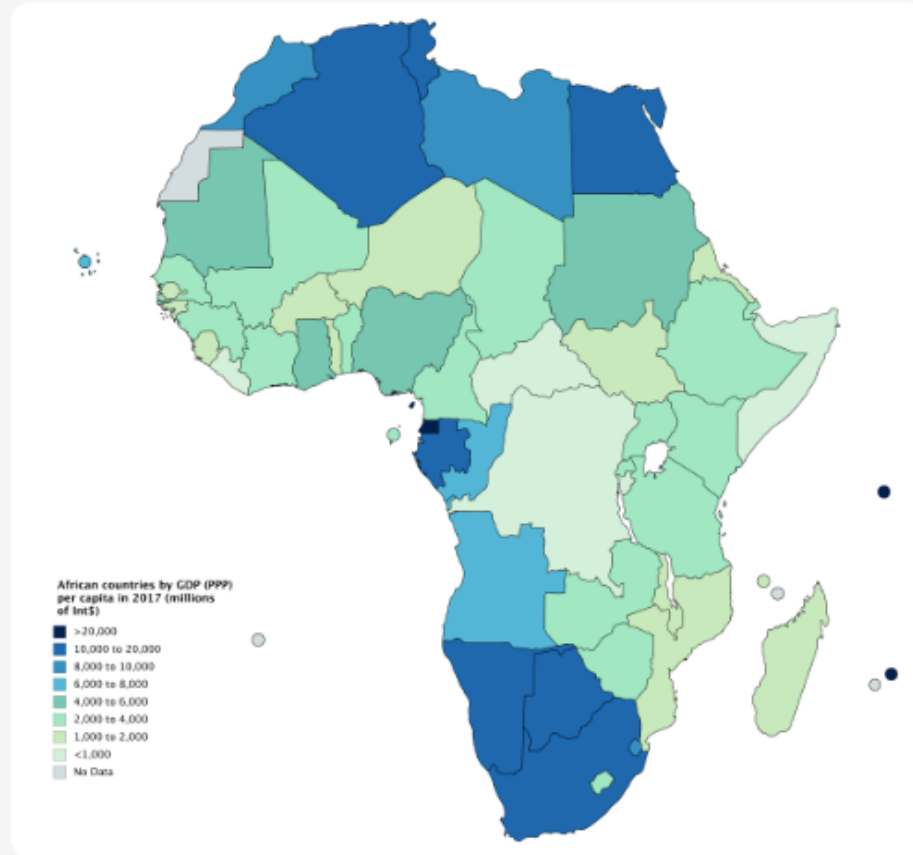 African countries by GDP (PPP)
per capita in 2017 (millions
of Int$)
>20,000
10,000 to 20,000
8,000 to 10,000
6,000 to 8,000
4,000 to 6,000
2,000 to 4,000
1,000 to 2,000
<1,000
No Data